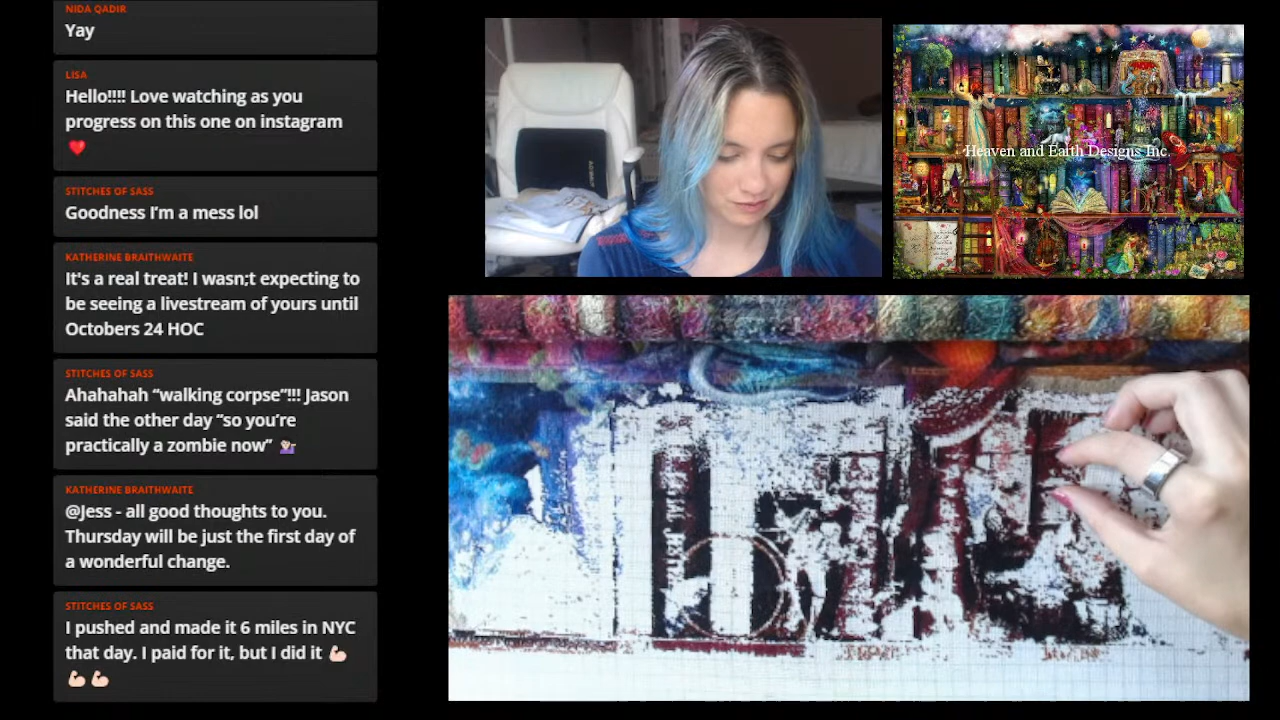 NIDA QADIR
Yay
LISA
Hello!!!! Love watching as you
progress on this one on instagram
❤️
STITCHES OF SASS
Goodness I'm a mess lol
KATHERINE BRAITHWAITE
It's a real treat! I wasn;t expecting to
be seeing a livestream of yours until
Octobers 24 HOC
STITCHES OF SASS
Ahahahah “walking corpse”!!! Jason
said the other day “so you're
practically a zombie now” 💁🏻‍♀️
KATHERINE BRAITHWAITE
@Jess - all good thoughts to you.
Thursday will be just the first day of
a wonderful change.
STITCHES OF SASS
I pushed and made it 6 miles in NYC
that day. I paid for it, but I did it 💪🏻
💪🏻 💪🏻
Heaven and Earth Designs Inc